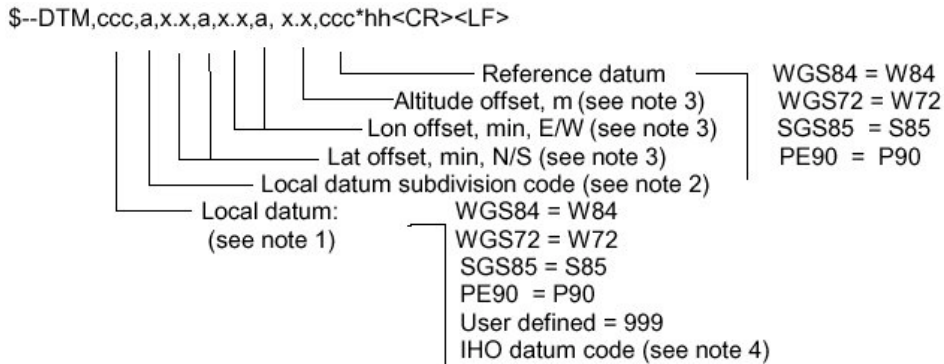 $--DTM,ccc,a,x.x,a,x.x,a, x.x,ccc*hh<CR><LF>
Reference datum WGS84 = W84
Altitude offset, m (see note 3) WGS72 = W72
Lon offset, min, E/W (see note 3) SGS85 = S85
Lat offset, min, N/S (see note 3) PE90 = P90
Local datum subdivision code (see note 2)
Local datum: WGS84 = W84
(see note 1) WGS72 = W72
SGS85 = S85
PE90 = P90
User defined = 999
IHO datum code (see note 4)